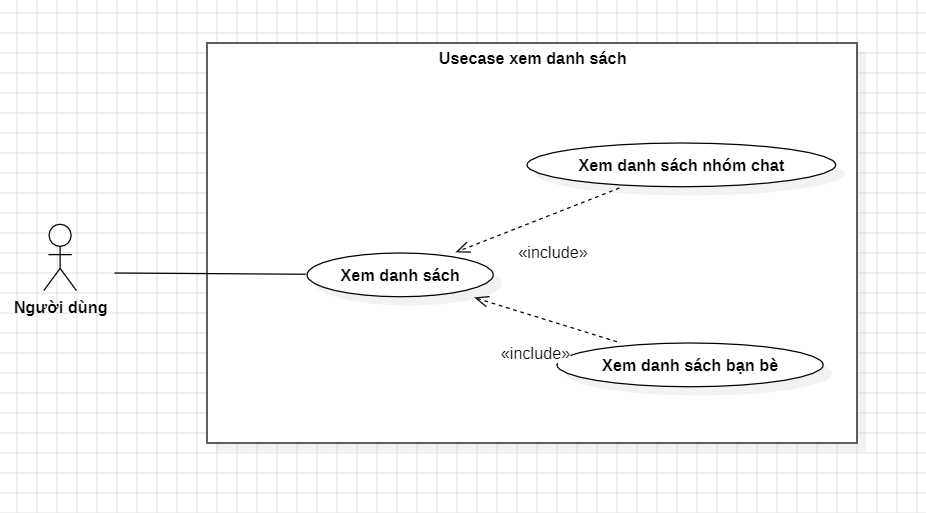 Usecase xem danh sách
Xem danh sách nhóm chat
«include»
Xem danh sách
Người dùng
«include»
Xem danh sách bạn bè